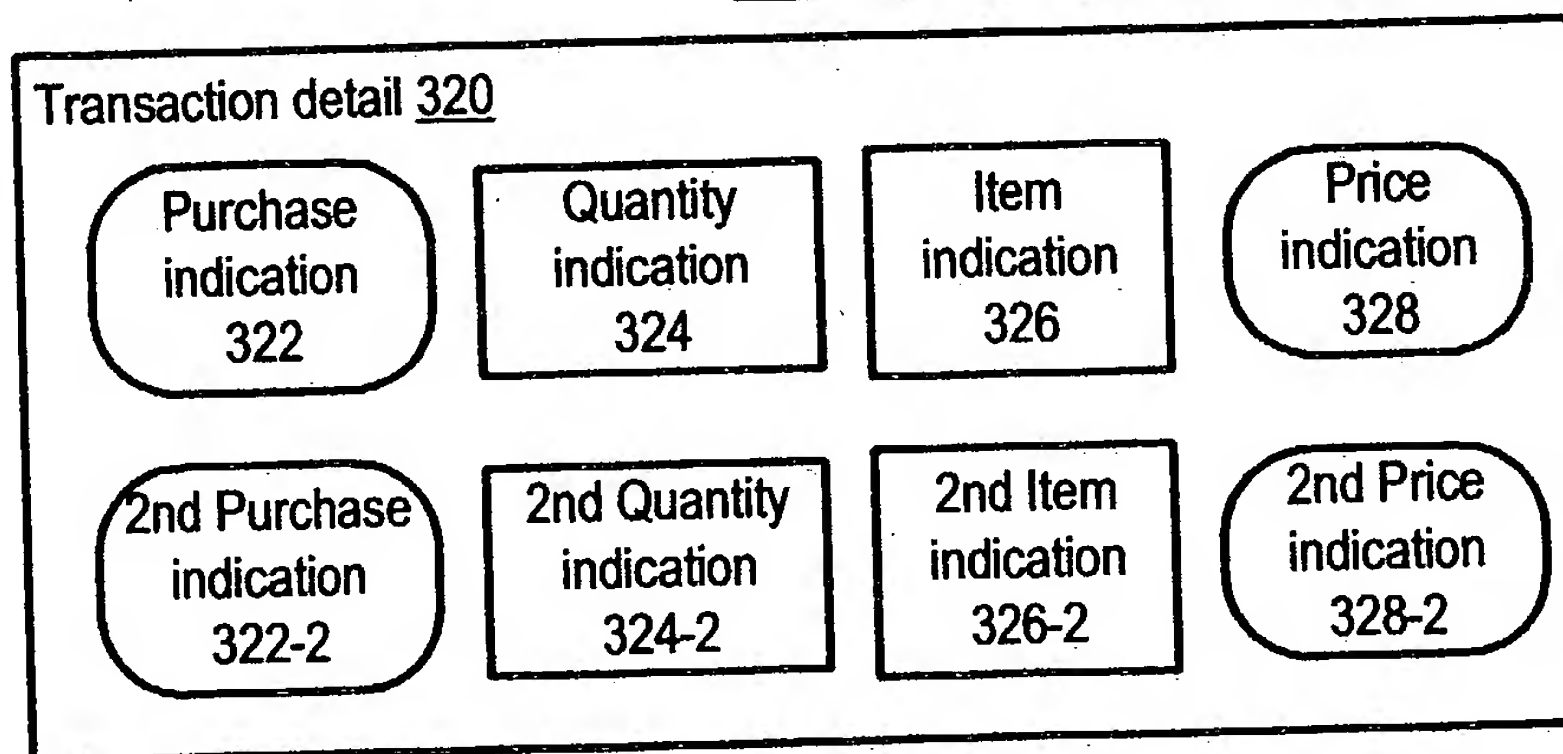 Transaction detail 320
Purchase
indication
322
Quantity
indication
324
Item
indication
326
Price
indication
328
2nd Purchase
indication
322-2
2nd Quantity
indication
324-2
2nd Item
indication
326-2
2nd Price
indication
328-2